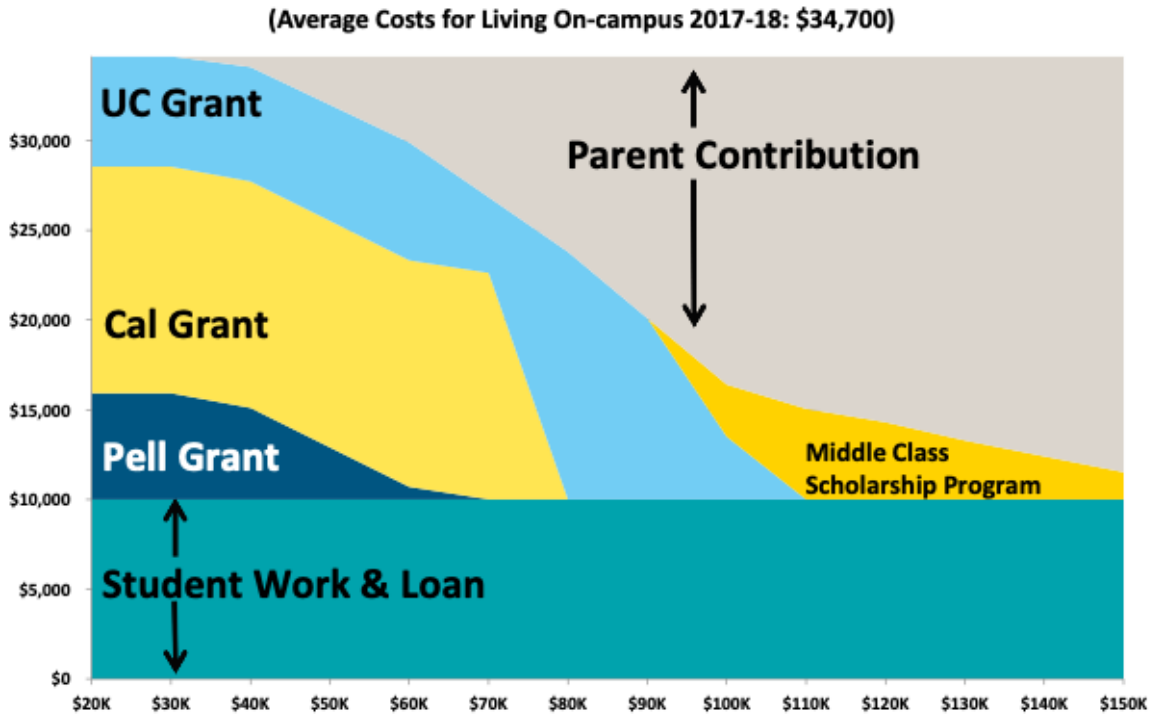 (Average Costs for Living On-campus 2017-18: $34,700)
UC Grant
$30,000
Parent Contribution
$25,000
$20,000
Cal Grant
$15,000
Pell Grant
Middle Class
Scholarship Program
$10,000
Student Work & Loan
$5,000
$0
$20K $30K $40K $50K $60K $70K $80K $90K $100K $110K $120K $130K $140K $150K